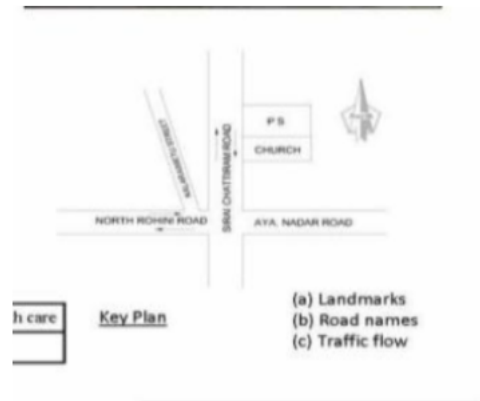 P S
CHURCH
SIRAI CHATTIRAM ROAD
NORTH ROHINI ROAD
AYA. NADAR ROAD
h care
Key Plan
(a) Landmarks
(b) Road names
(c) Traffic flow